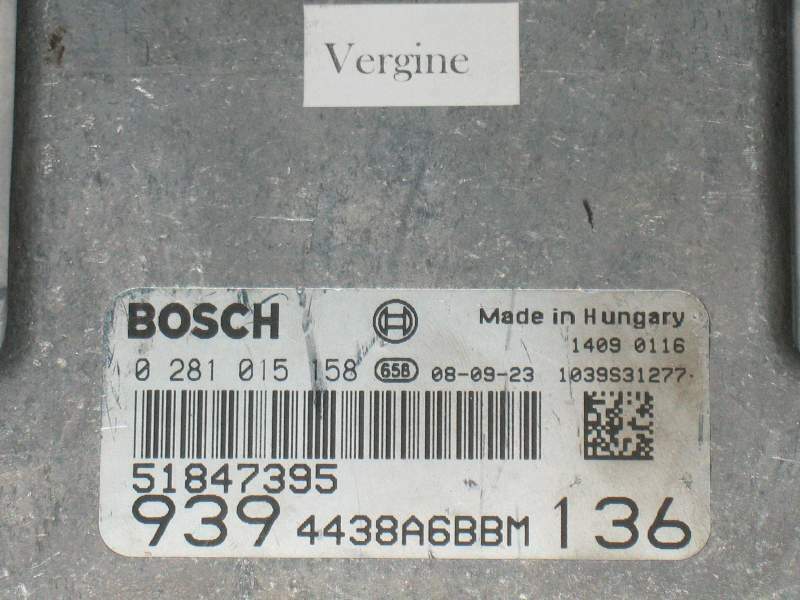 Vergine
BOSCH Made in Hungary
1409 0116
0 281 015 158 658 08-09-23 1039S31277
51847395
939 4438A6BBM 136